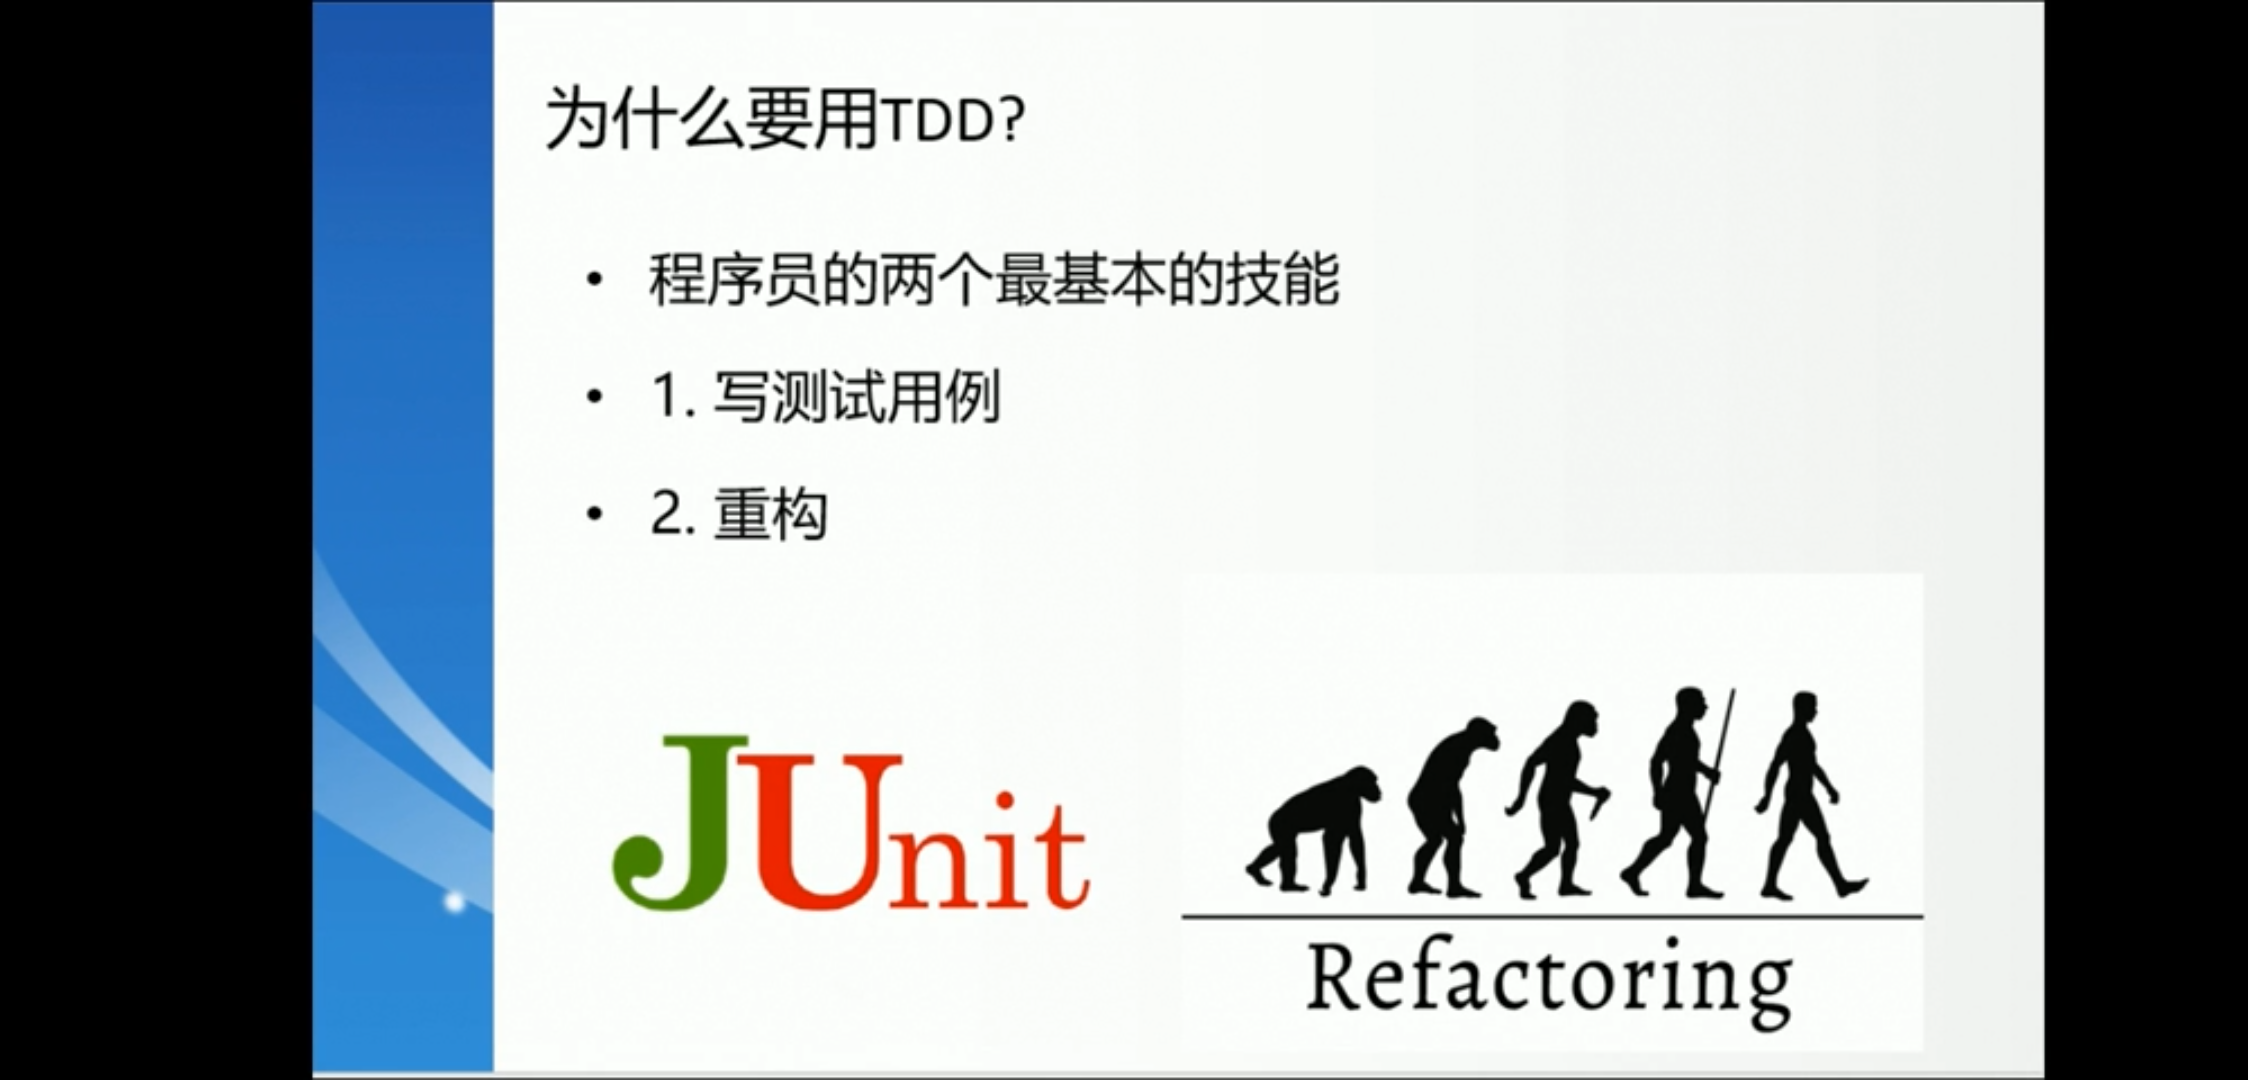 为什么要用TDD?
• 程序员的两个最基本的技能
• 1. 写测试用例
• 2. 重构
JUnit
Refactoring